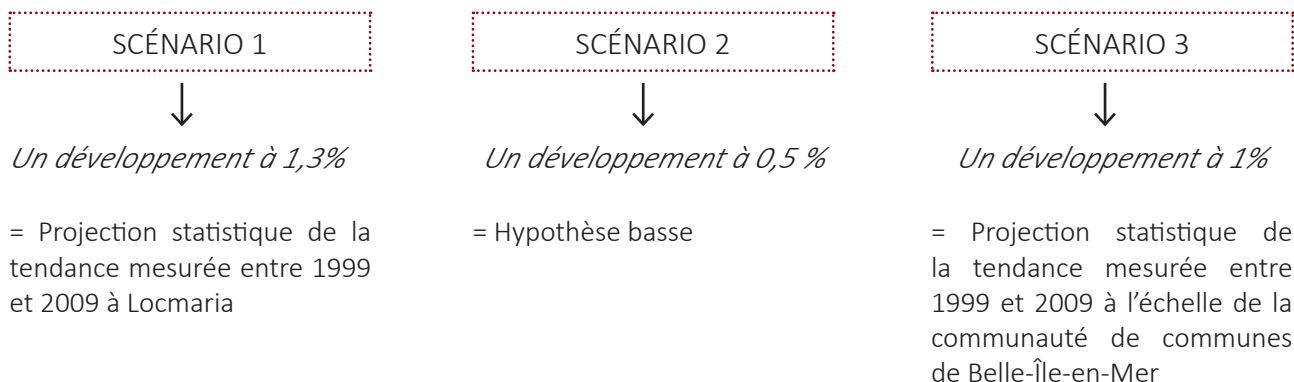 SCÉNARIO 1
Un développement à 1,3%
= Projection statistique de la
tendance mesurée entre 1999
et 2009 à Locmaria
SCÉNARIO 2
Un développement à 0,5 %
= Hypothèse basse
SCÉNARIO 3
Un développement à 1%
= Projection statistique de
la tendance mesurée entre
1999 et 2009 à l’échelle de la
communauté de communes
de Belle-Île-en-Mer